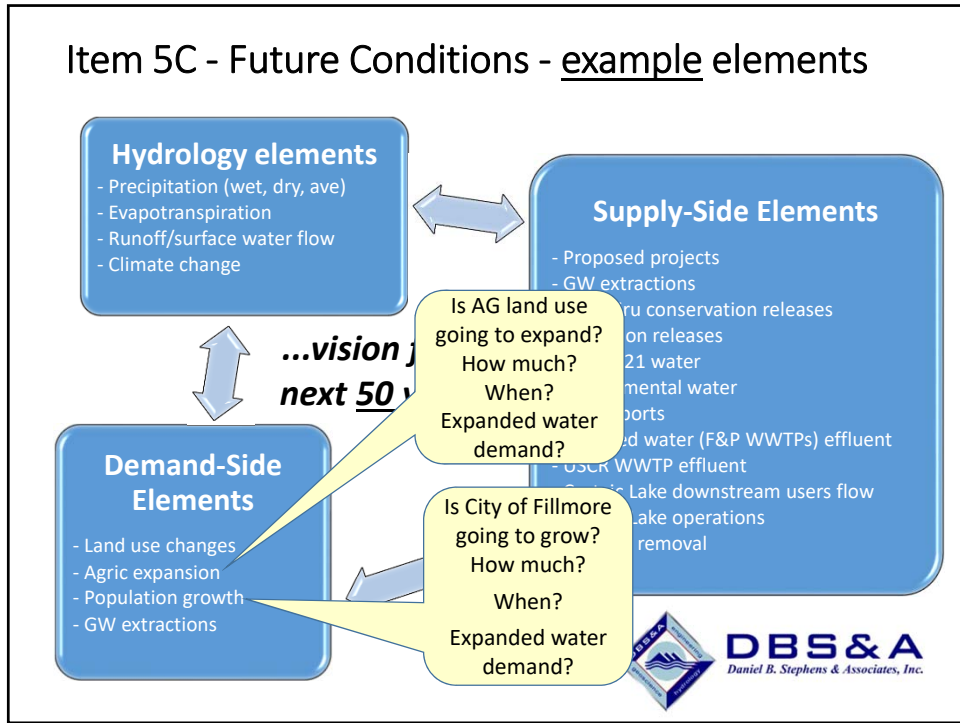 Item 5C - Future Conditions - example elements
Hydrology elements
- Precipitation (wet, dry, ave)
- Evapotranspiration
- Runoff/surface water flow
- Climate change
Supply-Side Elements
- Proposed projects
- GW extractions
ru conservation releases
on releases
21 water
mental water
ports
ed water (F&P WWTPs) effluent
- USCR WWTP effluent
Lake downstream users flow
Lake operations
removal
...vision
next 50
Is AG land use
going to expand?
How much?
When?
Expanded water
demand?
Demand-Side
Elements
- Land use changes
- Agric expansion
- Population growth
- GW extractions
Is City of Fillmore
going to grow?
How much?
When?
Expanded water
demand?
engineering
geoscience
hydrology
DBS&A
Daniel B. Stephens & Associates, Inc.